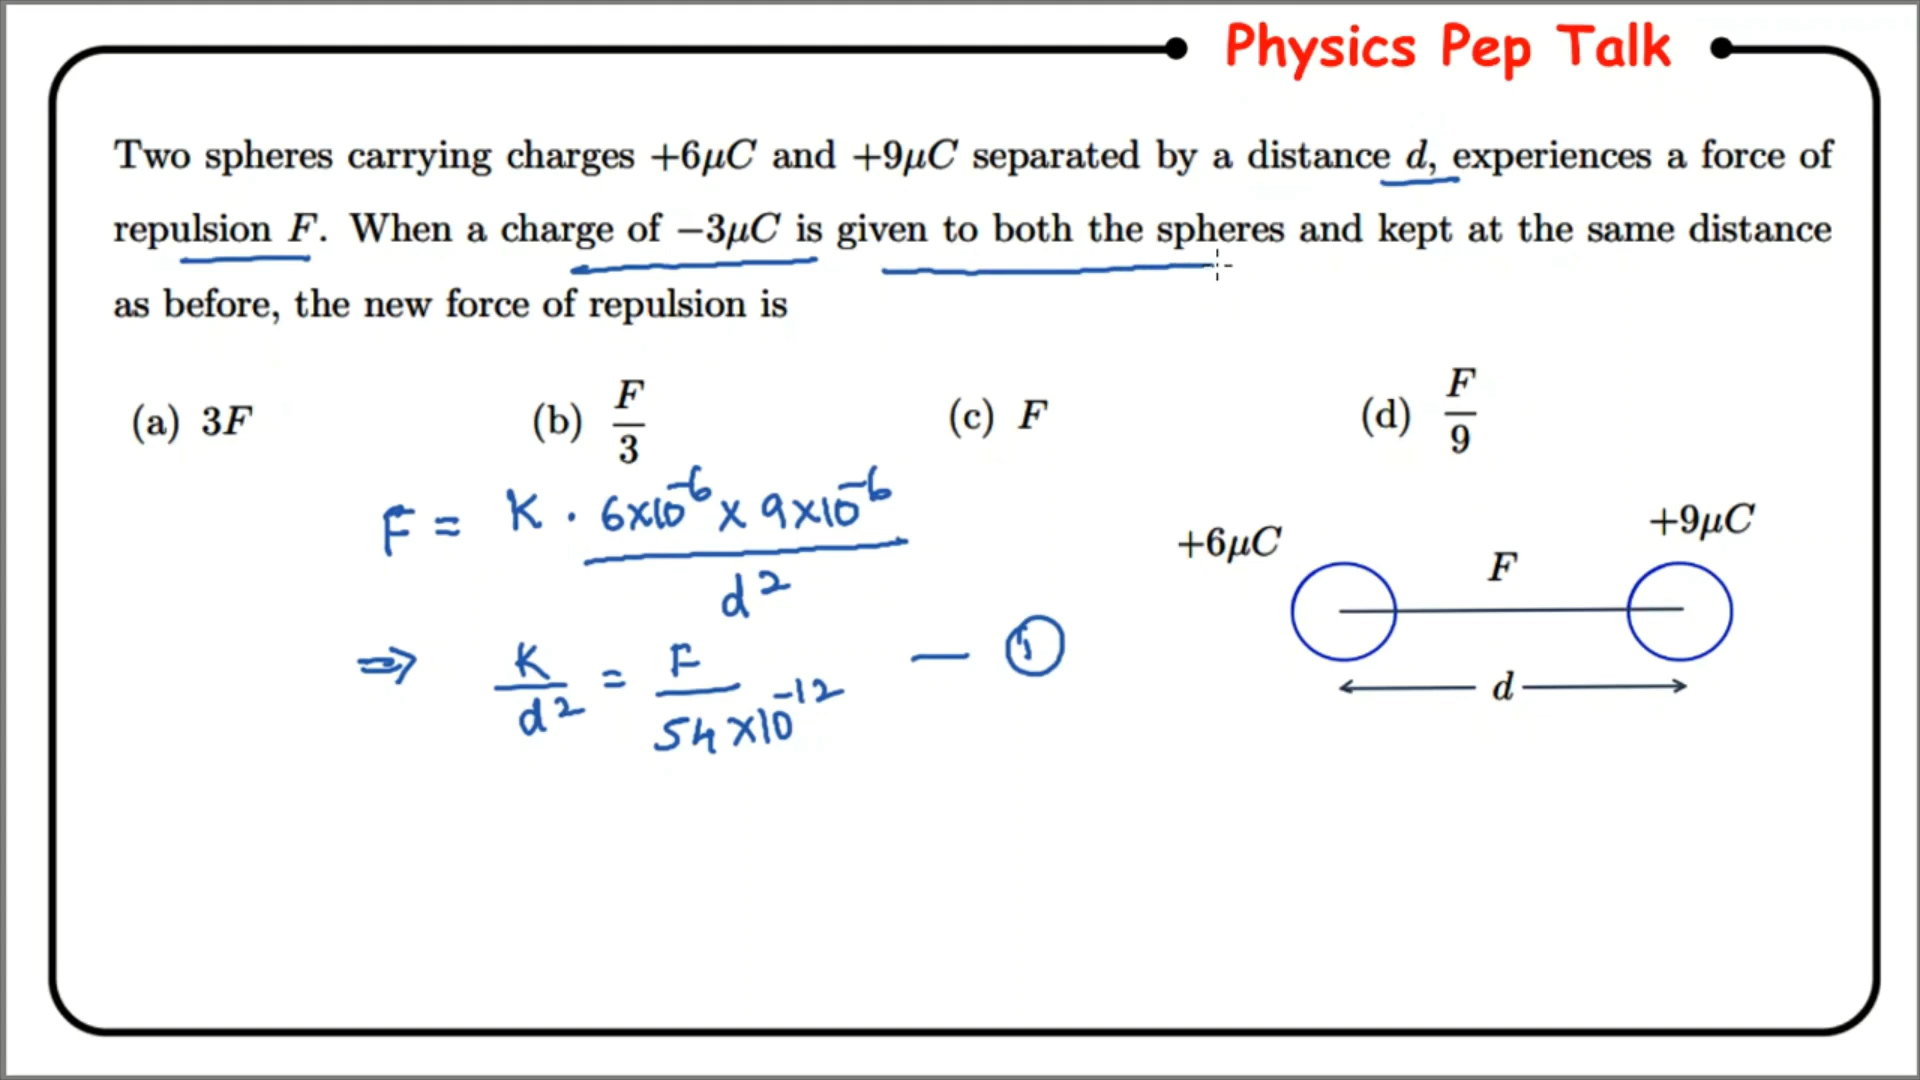 Physics Pep Talk
Two spheres carrying charges +6μC and +9μC separated by a distance d, experiences a force of
repulsion F. When a charge of −3μC is given to both the spheres and kept at the same distance
as before, the new force of repulsion is
(a) 3F (b) F/3 (c) F (d) F/9
F = K · 6×10⁻⁶ × 9×10⁻⁶ / d²
⇒ K/d² = F/54×10⁻¹² — ①
+6μC F +9μC
d